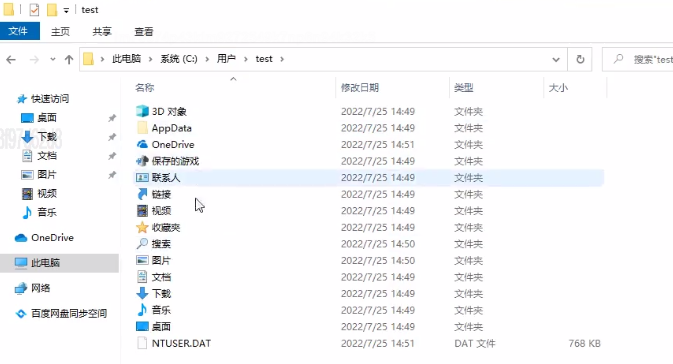 test
文件 主页 共享 查看
此电脑 系统 (C:) 用户 test 搜索"test
名称 修改日期 类型 大小
快速访问
桌面
下载
文档
图片
视频
音乐
OneDrive
此电脑
网络
百度网盘同步空间
3D 对象 2022/7/25 14:49 文件夹
AppData 2022/7/25 14:49 文件夹
OneDrive 2022/7/25 14:51 文件夹
保存的游戏 2022/7/25 14:49 文件夹
联系人 2022/7/25 14:49 文件夹
链接 2022/7/25 14:49 文件夹
视频 2022/7/25 14:49 文件夹
收藏夹 2022/7/25 14:49 文件夹
搜索 2022/7/25 14:50 文件夹
图片 2022/7/25 14:50 文件夹
文档 2022/7/25 14:49 文件夹
下载 2022/7/25 14:49 文件夹
音乐 2022/7/25 14:49 文件夹
桌面 2022/7/25 14:49 文件夹
NTUSER.DAT 2022/7/25 14:51 DAT 文件 768 KB